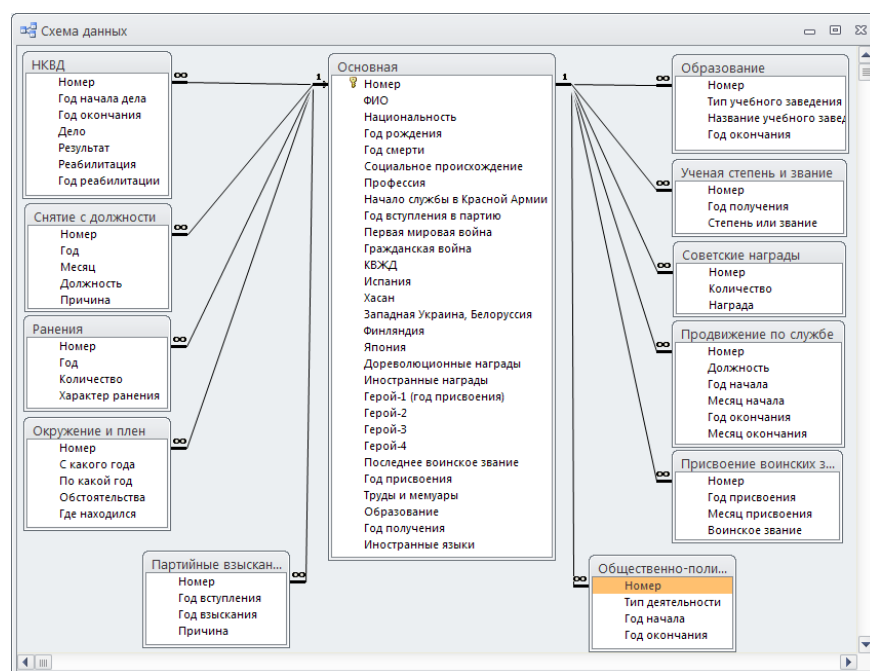 Схема данных
НКВД
Номер
Год начала дела
Год окончания
Дело
Результат
Реабилитация
Год реабилитации
Снятие с должности
Номер
Год
Месяц
Должность
Причина
Ранения
Номер
Год
Количество
Характер ранения
Окружение и плен
Номер
С какого года
По какой год
Обстоятельства
Где находился
Партийные взыскан...
Номер
Год вступления
Год взыскания
Причина
Основная
Номер
ФИО
Национальность
Год рождения
Год смерти
Социальное происхождение
Профессия
Начало службы в Красной Армии
Год вступления в партию
Первая мировая война
Гражданская война
КВЖД
Испания
Хасан
Западная Украина, Белоруссия
Финляндия
Япония
Дореволюционные награды
Иностранные награды
Герой-1 (год присвоения)
Герой-2
Герой-3
Герой-4
Последнее воинское звание
Год присвоения
Труды и мемуары
Образование
Год получения
Иностранные языки
Образование
Номер
Тип учебного заведения
Название учебного завед
Год окончания
Ученая степень и звание
Номер
Год получения
Степень или звание
Советские награды
Номер
Количество
Награда
Продвижение по службе
Номер
Должность
Год начала
Месяц начала
Год окончания
Месяц окончания
Присвоение воинских з...
Номер
Год присвоения
Месяц присвоения
Воинское звание
Общественно-поли...
Номер
Тип деятельности
Год начала
Год окончания
∞
∞
∞
∞
∞
1
1
∞
∞
∞
∞
∞
∞